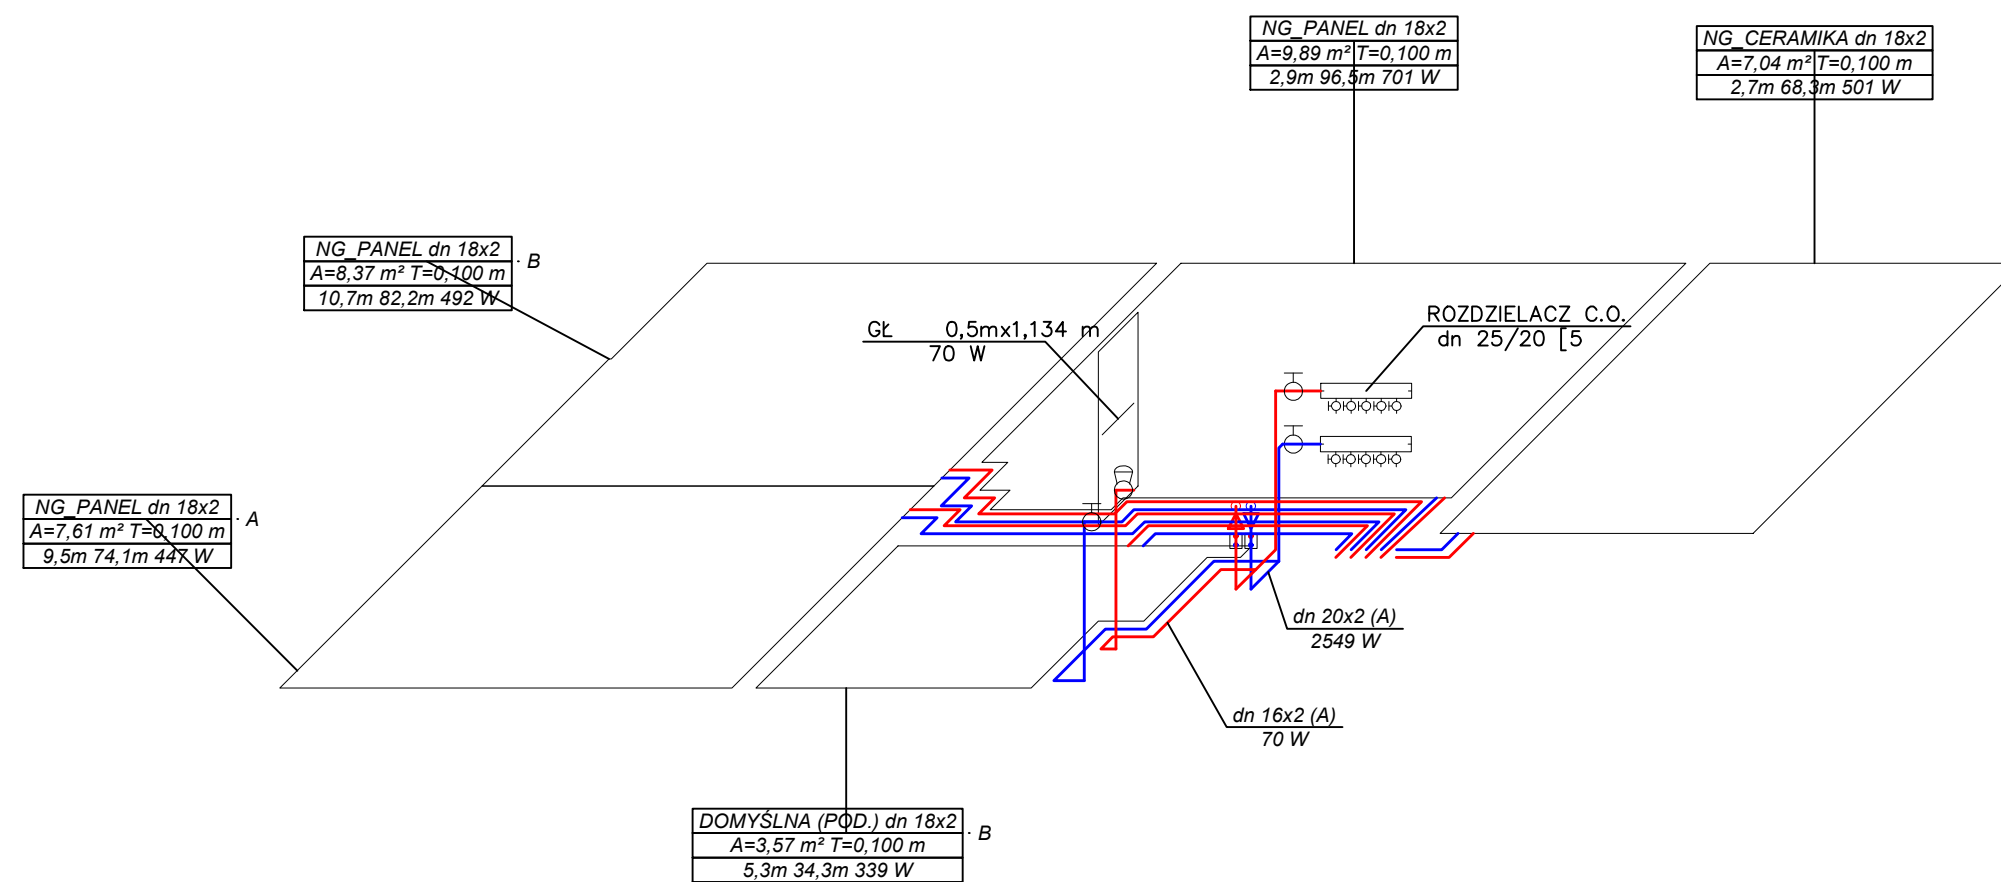 NG_PANEL dn 18x2
A=9,89 m² T=0,100 m
2,9m 96,5m 701 W
NG_CERAMIKA dn 18x2
A=7,04 m² T=0,100 m
2,7m 68,3m 501 W
NG_PANEL dn 18x2
A=8,37 m² T=0,100 m
10,7m 82,2m 492 W
· B
GŁ 0,5mx1,134 m
70 W
ROZDZIELACZ C.O.
dn 25/20 [5
NG_PANEL dn 18x2
A=7,61 m² T=0,100 m
9,5m 74,1m 447 W
· A
dn 20x2 (A)
2549 W
dn 16x2 (A)
70 W
DOMYŚLNA (POD.) dn 18x2
A=3,57 m² T=0,100 m
5,3m 34,3m 339 W
· B